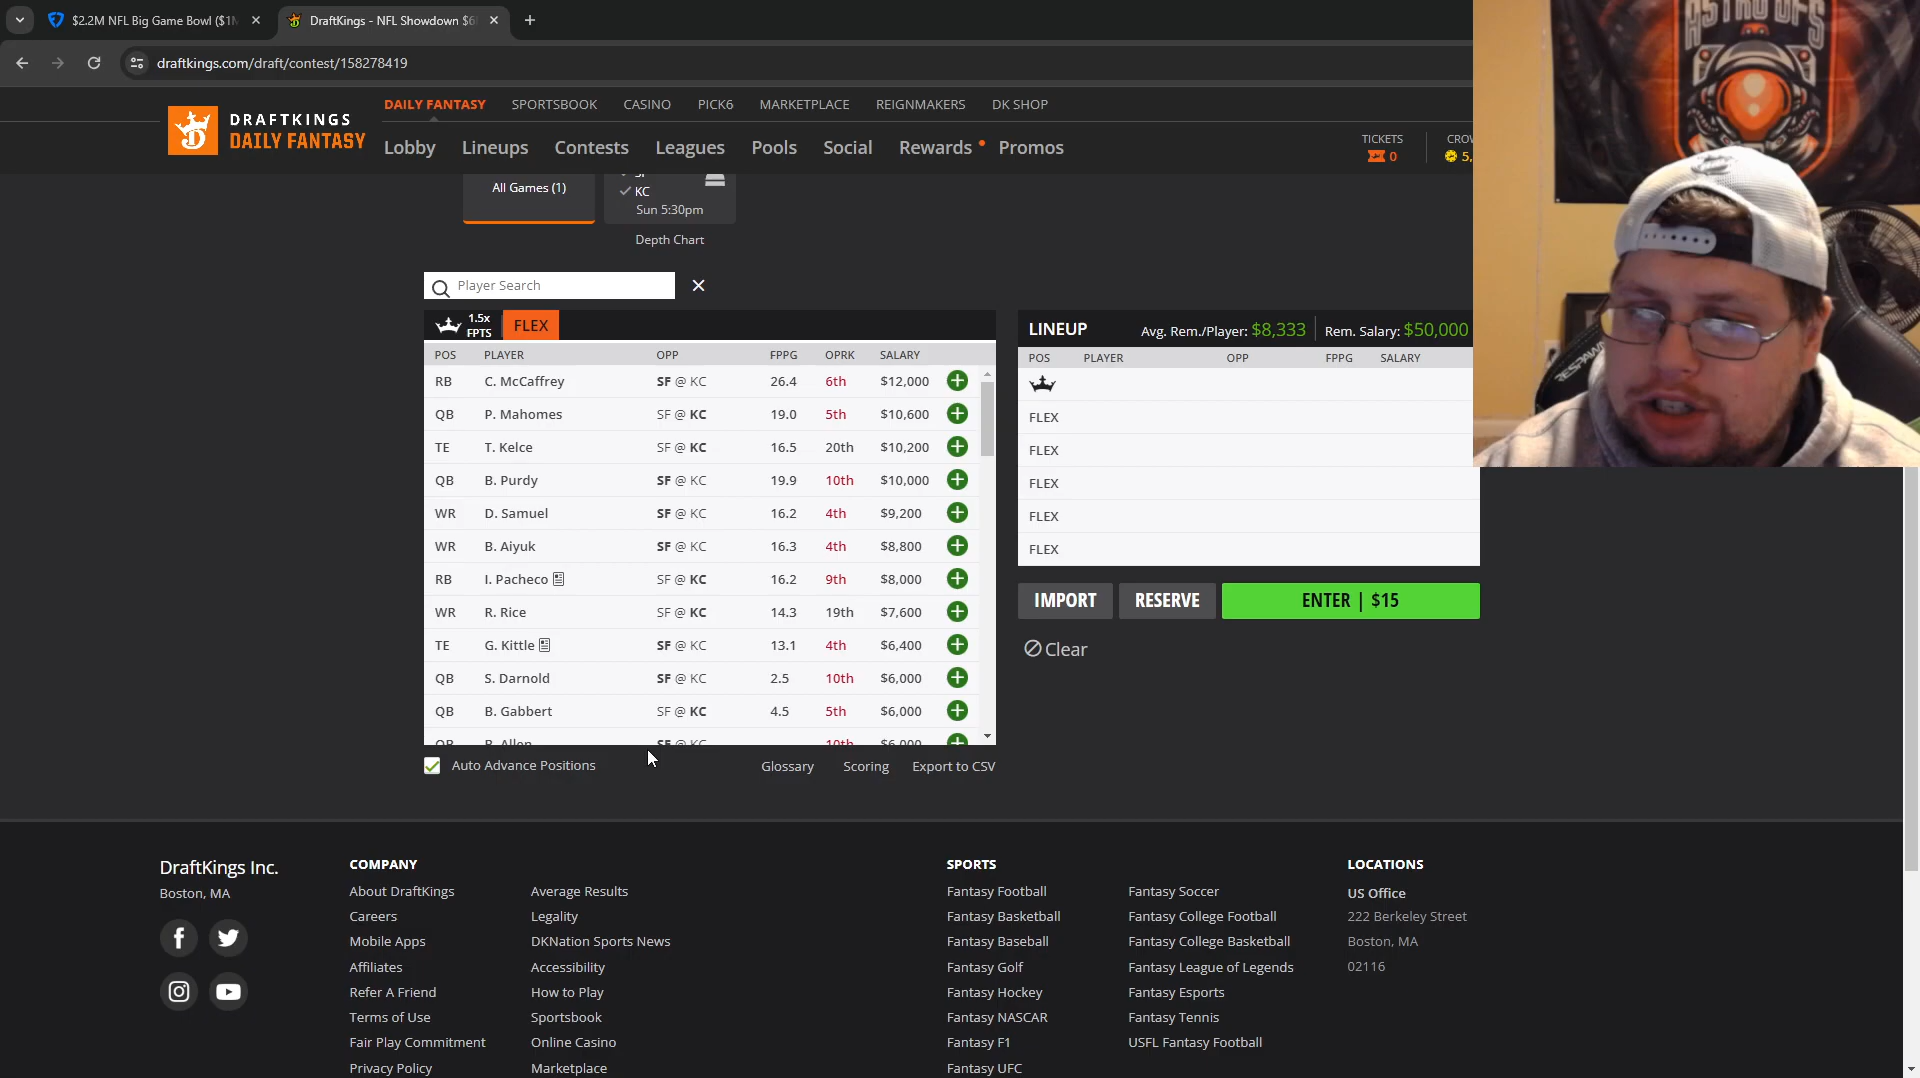 $2.2M NFL Big Game Bowl ($1M
DraftKings - NFL Showdown $6
draftkings.com/draft/contest/158278419
DRAFTKINGS
DAILY FANTASY
DAILY FANTASY SPORTSBOOK CASINO PICK6 MARKETPLACE REIGNMAKERS DK SHOP
Lobby Lineups Contests Leagues Pools Social Rewards Promos
TICKETS
0
CROW
5,
ASTRO DFS
RESPAWN
All Games (1)
SF
KC
Sun 5:30pm
Depth Chart
Player Search
1.5x
FPTS
FLEX
POS PLAYER OPP FPPG OPRK SALARY
RB C. McCaffrey SF @ KC 26.4 6th $12,000
QB P. Mahomes SF @ KC 19.0 5th $10,600
TE T. Kelce SF @ KC 16.5 20th $10,200
QB B. Purdy SF @ KC 19.9 10th $10,000
WR D. Samuel SF @ KC 16.2 4th $9,200
WR B. Aiyuk SF @ KC 16.3 4th $8,800
RB I. Pacheco SF @ KC 16.2 9th $8,000
WR R. Rice SF @ KC 14.3 19th $7,600
TE G. Kittle SF @ KC 13.1 4th $6,400
QB S. Darnold SF @ KC 2.5 10th $6,000
QB B. Gabbert SF @ KC 4.5 5th $6,000
QB B. Allen SF @ KC 10th $6,000
Auto Advance Positions
Glossary Scoring Export to CSV
LINEUP Avg. Rem./Player: $8,333 Rem. Salary: $50,000
POS PLAYER OPP FPPG SALARY
FLEX
FLEX
FLEX
FLEX
FLEX
IMPORT RESERVE ENTER | $15
Clear
DraftKings Inc.
Boston, MA
COMPANY
About DraftKings
Careers
Mobile Apps
Affiliates
Refer A Friend
Terms of Use
Fair Play Commitment
Privacy Policy
Average Results
Legality
DKNation Sports News
Accessibility
How to Play
Sportsbook
Online Casino
Marketplace
SPORTS
Fantasy Football
Fantasy Basketball
Fantasy Baseball
Fantasy Golf
Fantasy Hockey
Fantasy NASCAR
Fantasy F1
Fantasy UFC
Fantasy Soccer
Fantasy College Football
Fantasy College Basketball
Fantasy League of Legends
Fantasy Esports
Fantasy Tennis
USFL Fantasy Football
LOCATIONS
US Office
222 Berkeley Street
Boston, MA
02116